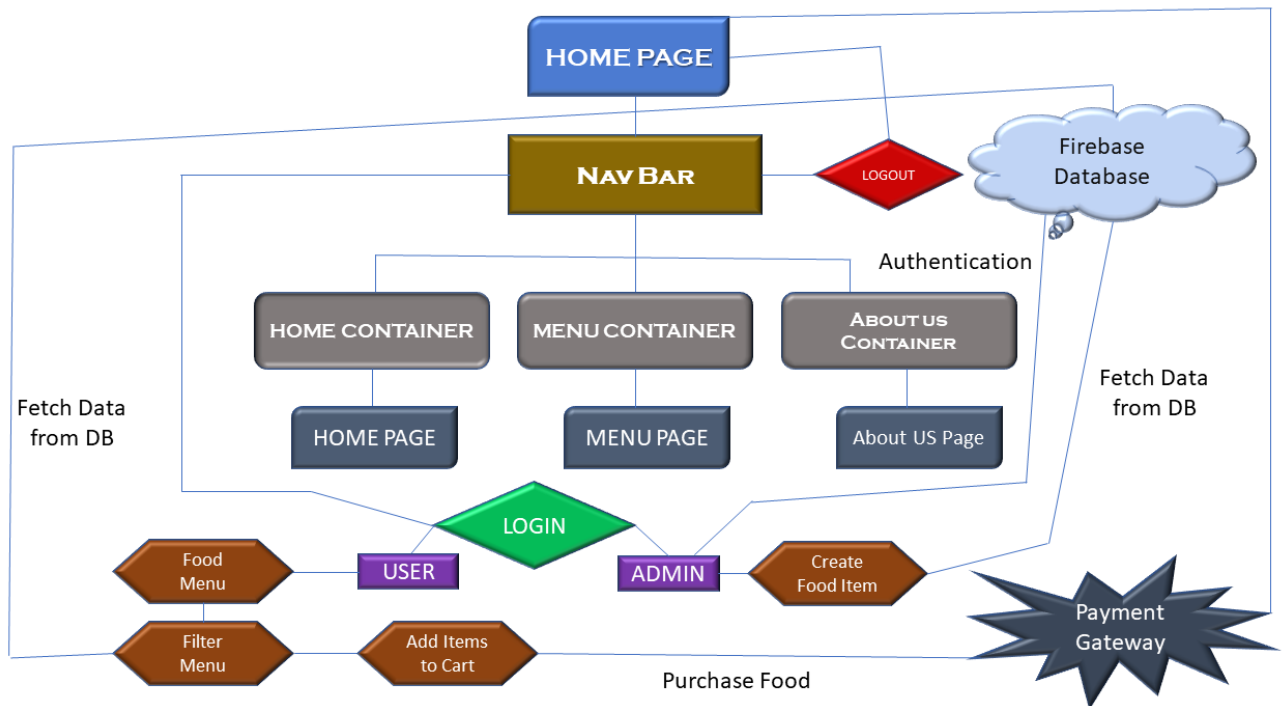 HOME PAGE
NAV BAR
LOGOUT
Firebase
Database
Authentication
HOME CONTAINER
MENU CONTAINER
ABOUT US
CONTAINER
Fetch Data
from DB
Fetch Data
from DB
HOME PAGE
MENU PAGE
About US Page
LOGIN
Food
Menu
USER
ADMIN
Create
Food Item
Payment
Gateway
Filter
Menu
Add Items
to Cart
Purchase Food